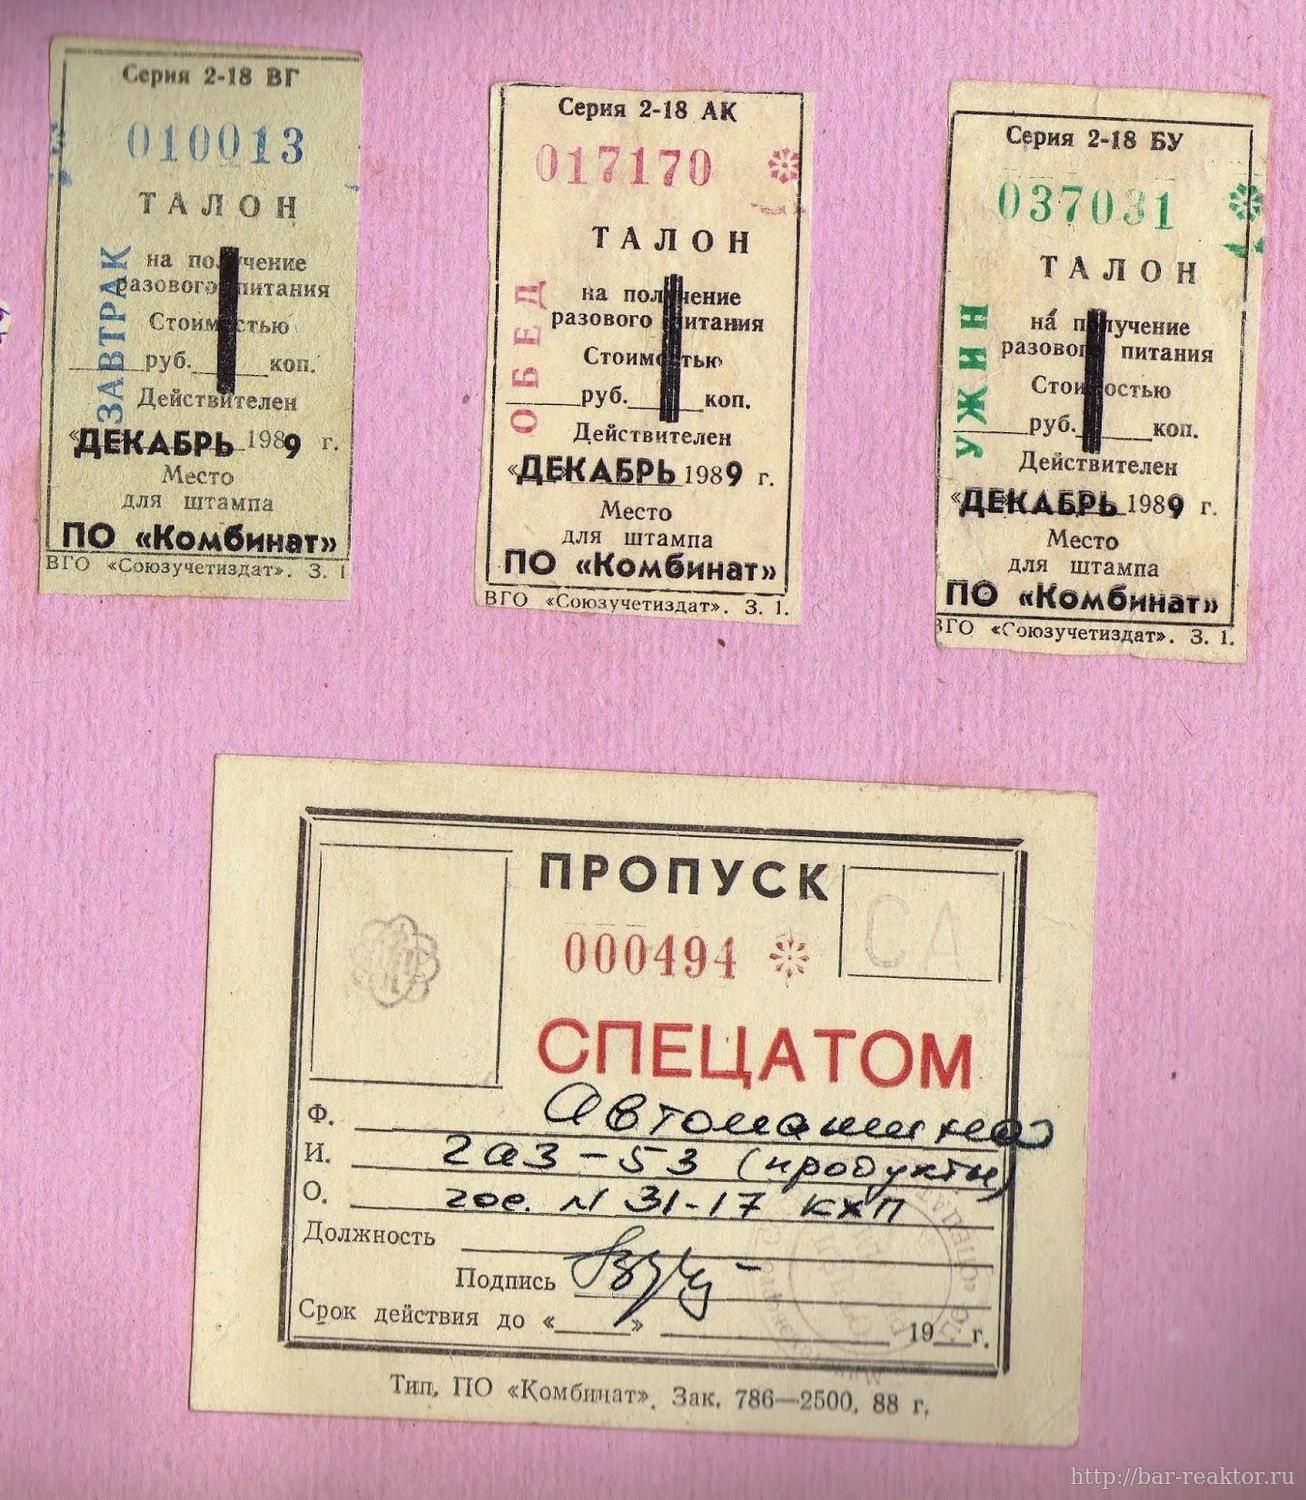 Серия 2-18 ВГ
010013
ТАЛОН
ЗАВТРАК
на получение
разового питания
Стоимостью
руб. коп.
Действителен
«ДЕКАБРЬ 1989 г.
Место
для штампа
ПО «Комбинат»
ВГО «Союзучетиздат». З. 1
Серия 2-18 АК
017170
ТАЛОН
ОБЕД
на получение
разового питания
Стоимостью
руб. коп.
Действителен
«ДЕКАБРЬ 1989 г.
Место
для штампа
ПО «Комбинат»
ВГО «Союзучетиздат». З. 1.
Серия 2-18 БУ
037031
ТАЛОН
УЖИН
на получение
разового питания
Стоимостью
руб. коп.
Действителен
«ДЕКАБРЬ 1989 г.
Место
для штампа
ПО «Комбинат»
ВГО «Союзучетиздат». З. 1.
ПРОПУСК
СА
000494
СПЕЦАТОМ
Ф. Автомашина
И. газ-53 (продукты)
О. гос. N 31-17 КХП
Должность
Подпись
Срок действия до « » 19 г.
Тип. ПО «Комбинат». Зак. 786—2500. 88 г.
http://bar-reaktor.ru